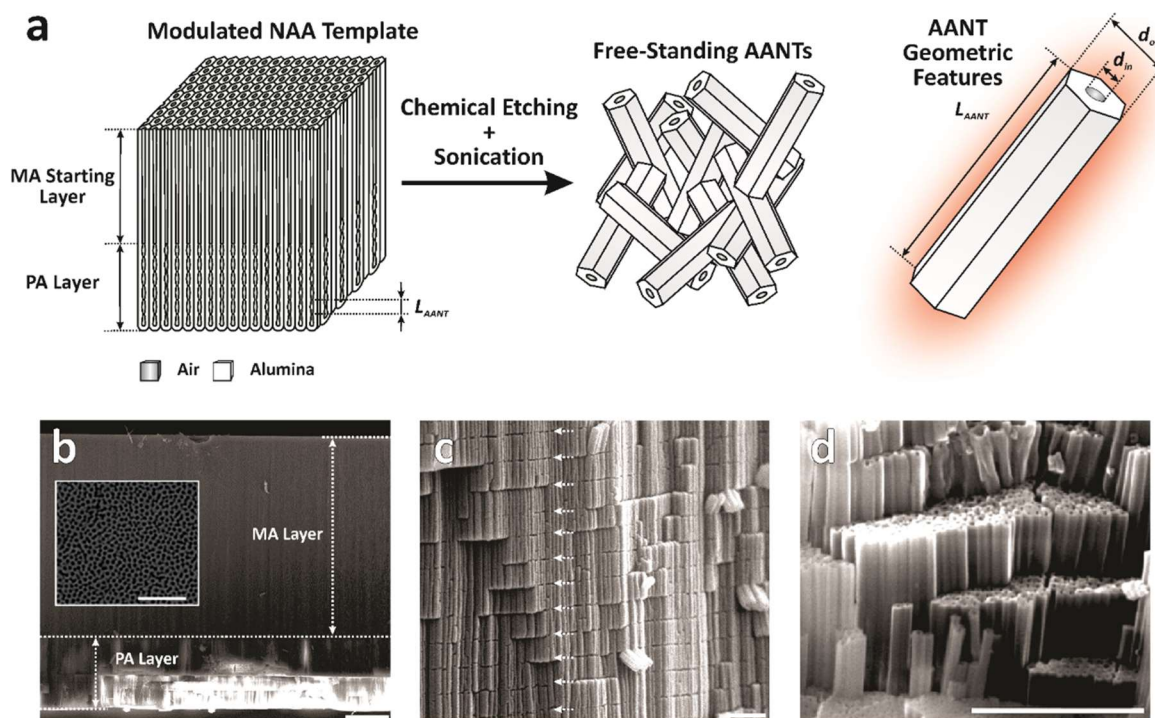 a
Modulated NAA Template
MA Starting
Layer
PA Layer
L_AANT
Air
Alumina
Chemical Etching
+
Sonication
Free-Standing AANTs
AANT
Geometric
Features
L_AANT
d_in
d_o
b
MA Layer
PA Layer
c
d